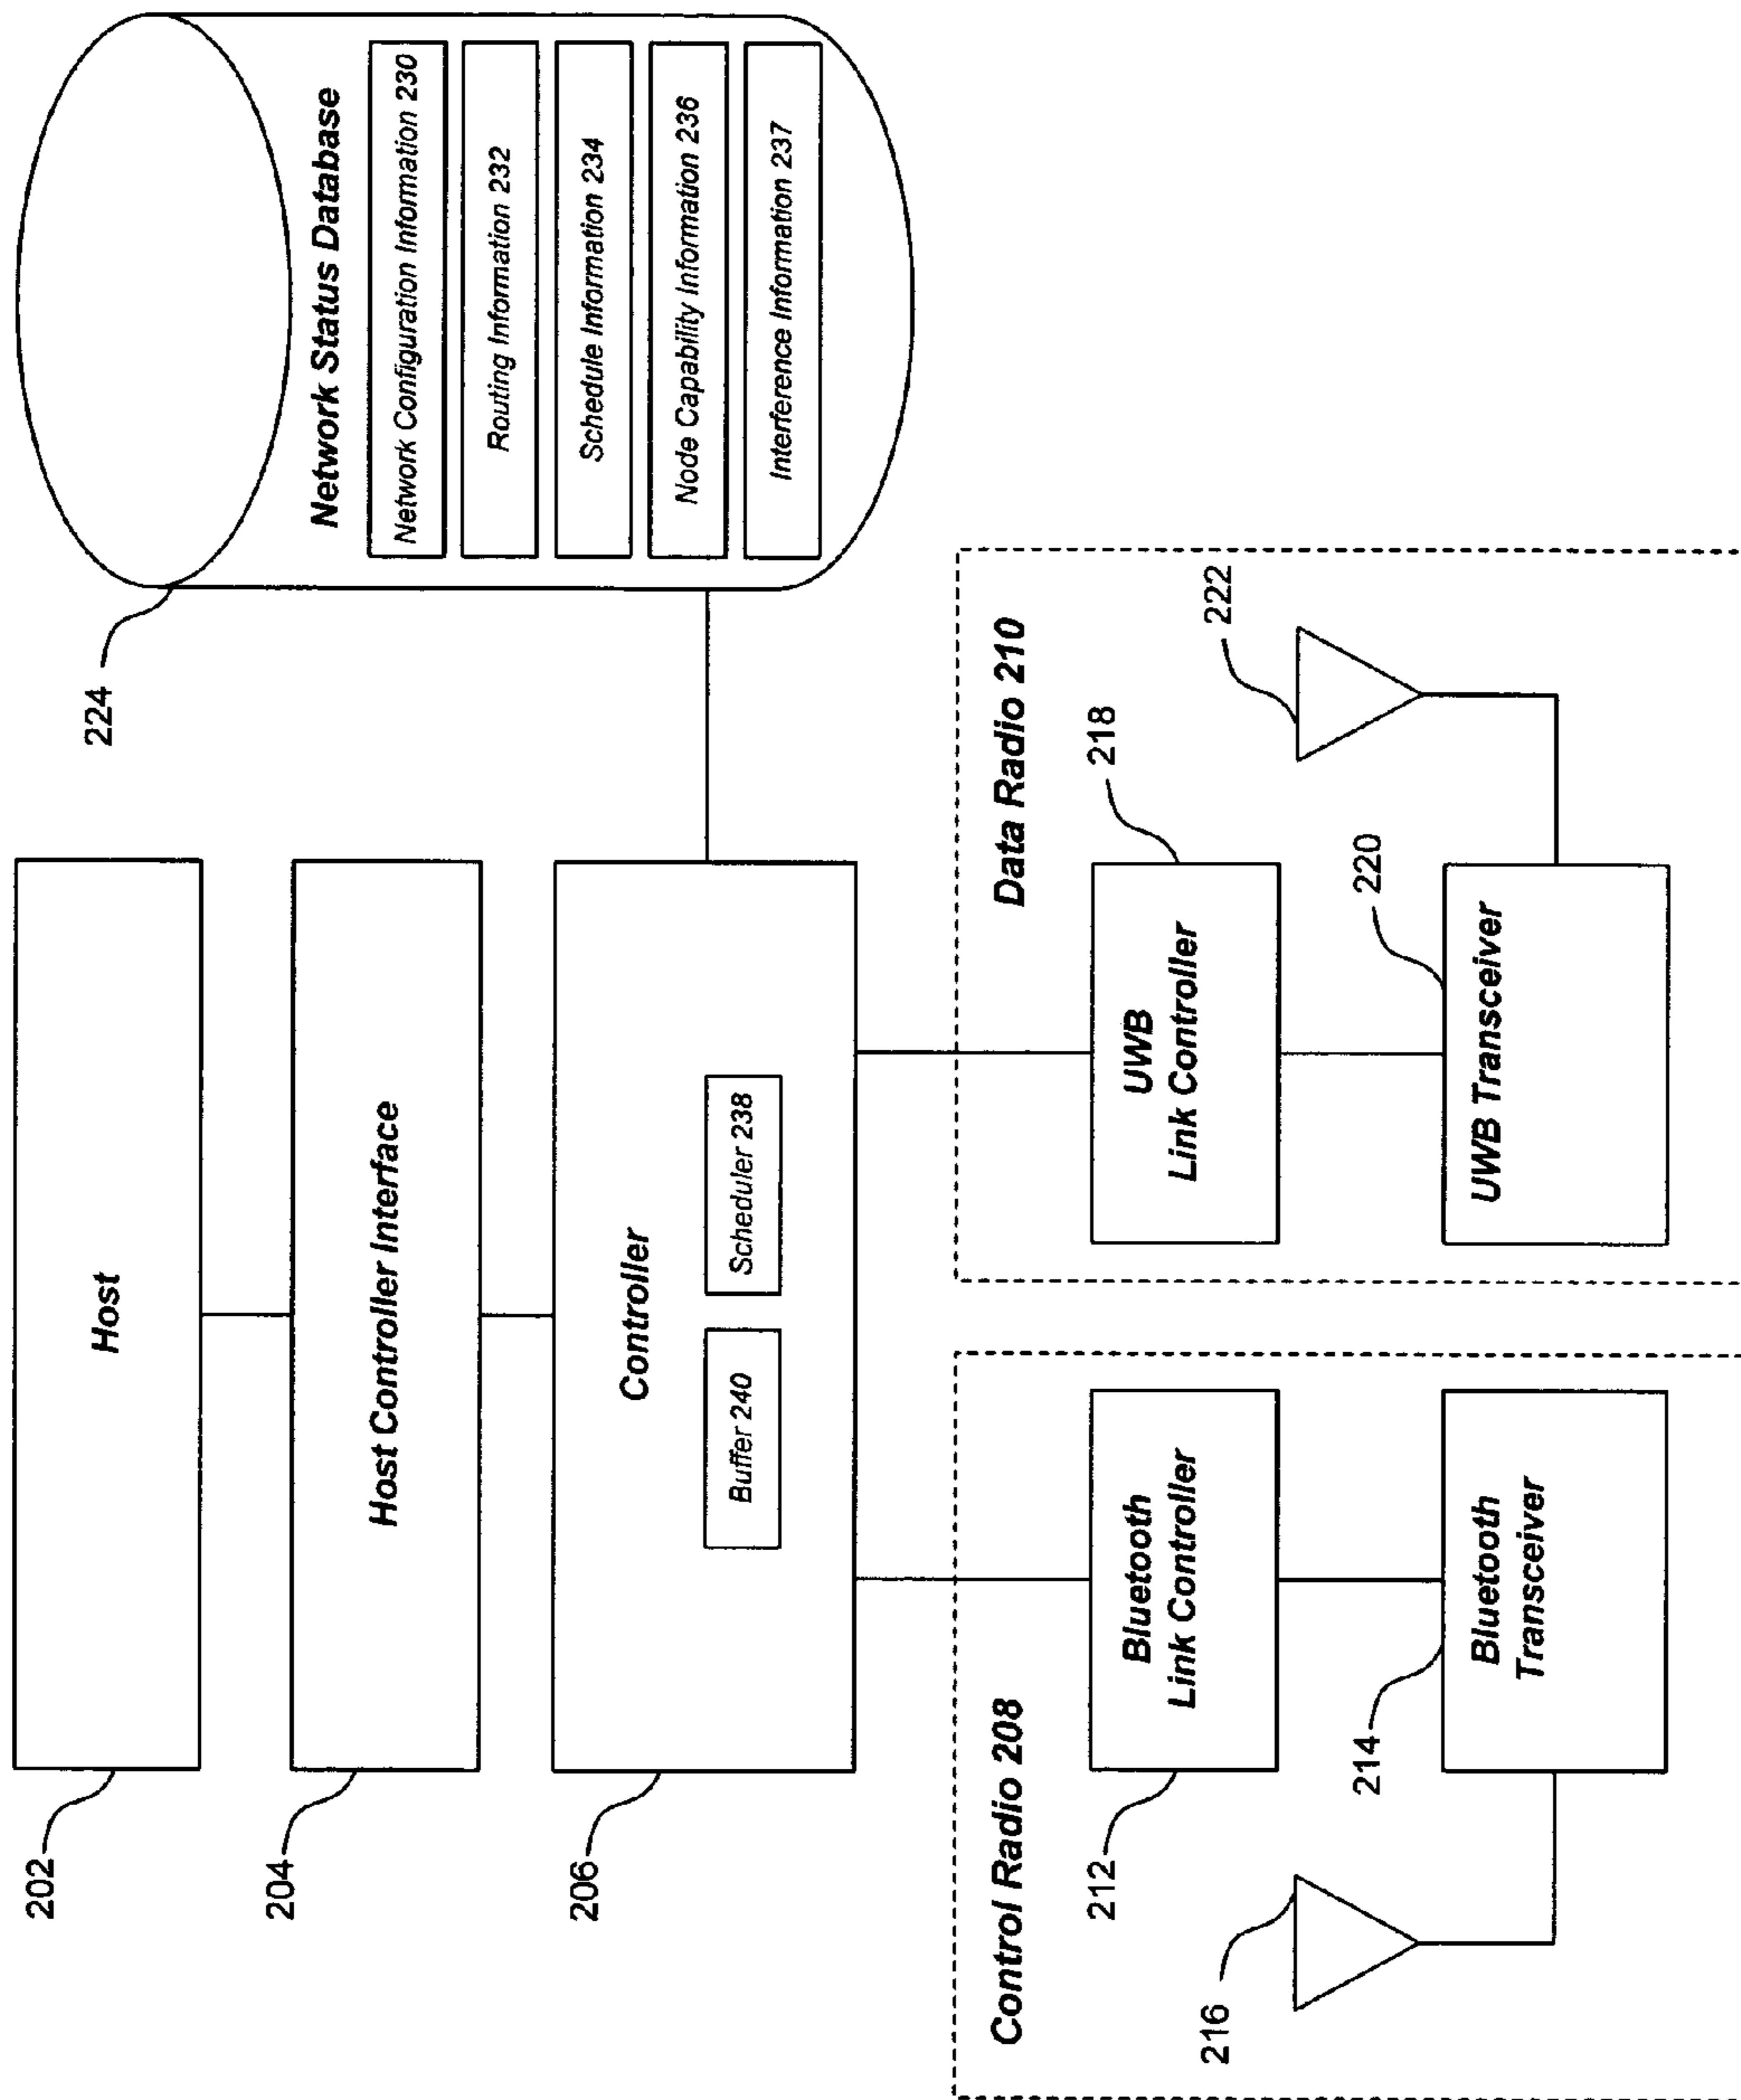 202
Host
204
Host Controller Interface
206
Controller
Buffer 240
Scheduler 238
224
Network Status Database
Network Configuration Information 230
Routing Information 232
Schedule Information 234
Node Capability Information 236
Interference Information 237
Control Radio 208
212
Bluetooth
Link Controller
216
214
Bluetooth
Transceiver
Data Radio 210
UWB
Link Controller
218
222
220
UWB Transceiver